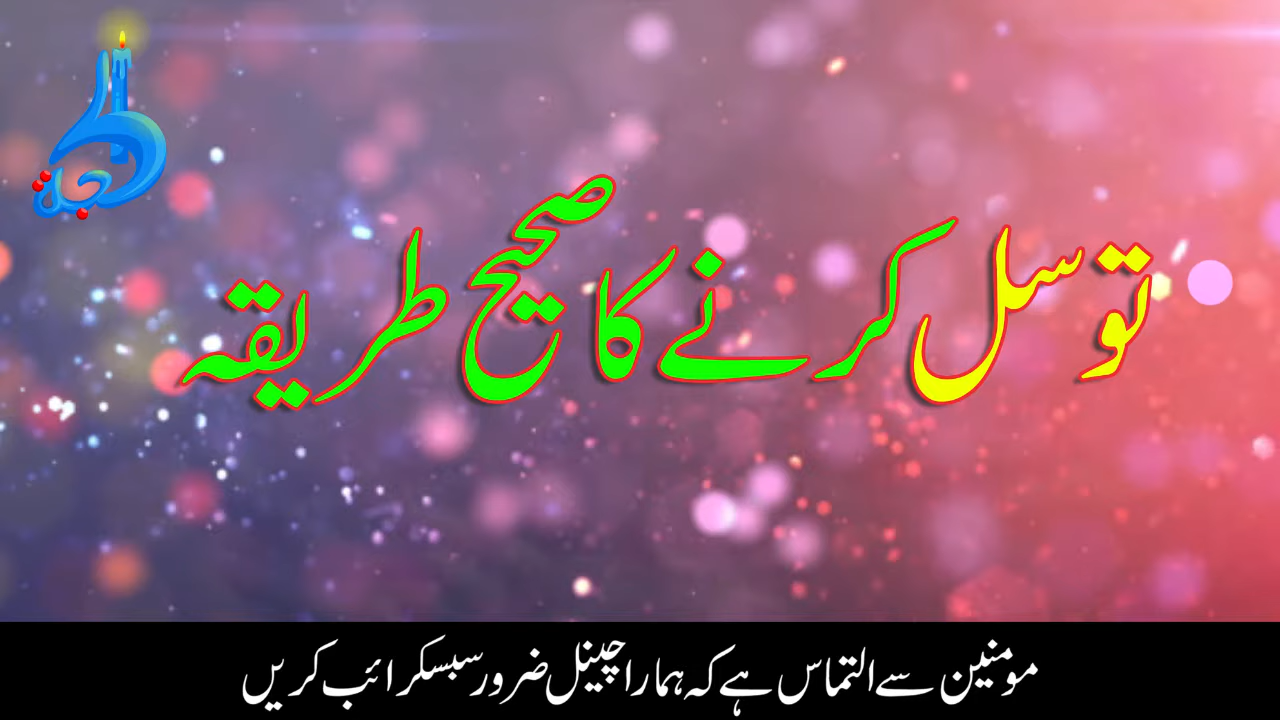 توسل کرنے کا صحیح طریقہ
مومنین سے التماس ہے کہ ہمارا چینل ضرور سبسکرائب کریں